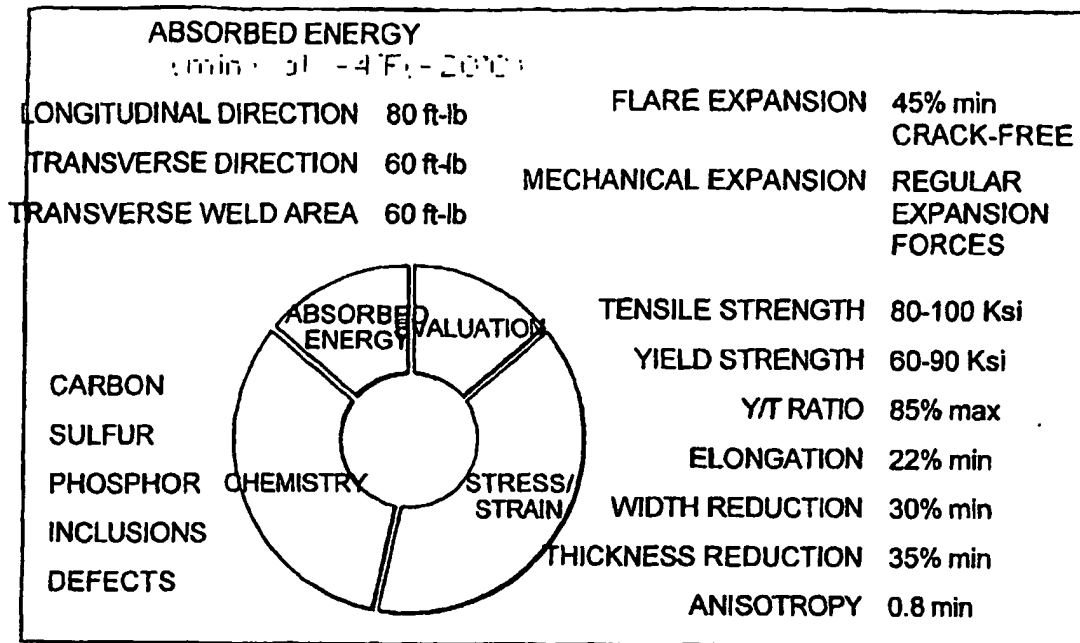 ABSORBED ENERGY
LONGITUDINAL DIRECTION 80 ft-lb
TRANSVERSE DIRECTION 60 ft-lb
TRANSVERSE WELD AREA 60 ft-lb
FLARE EXPANSION 45% min
CRACK-FREE
MECHANICAL EXPANSION REGULAR
EXPANSION
FORCES
ABSORBED
ENERGY
EVALUATION
CHEMISTRY
STRESS/
STRAIN
CARBON
SULFUR
PHOSPHOR
INCLUSIONS
DEFECTS
TENSILE STRENGTH 80-100 Ksi
YIELD STRENGTH 60-90 Ksi
Y/T RATIO 85% max
ELONGATION 22% min
WIDTH REDUCTION 30% min
THICKNESS REDUCTION 35% min
ANISOTROPY 0.8 min